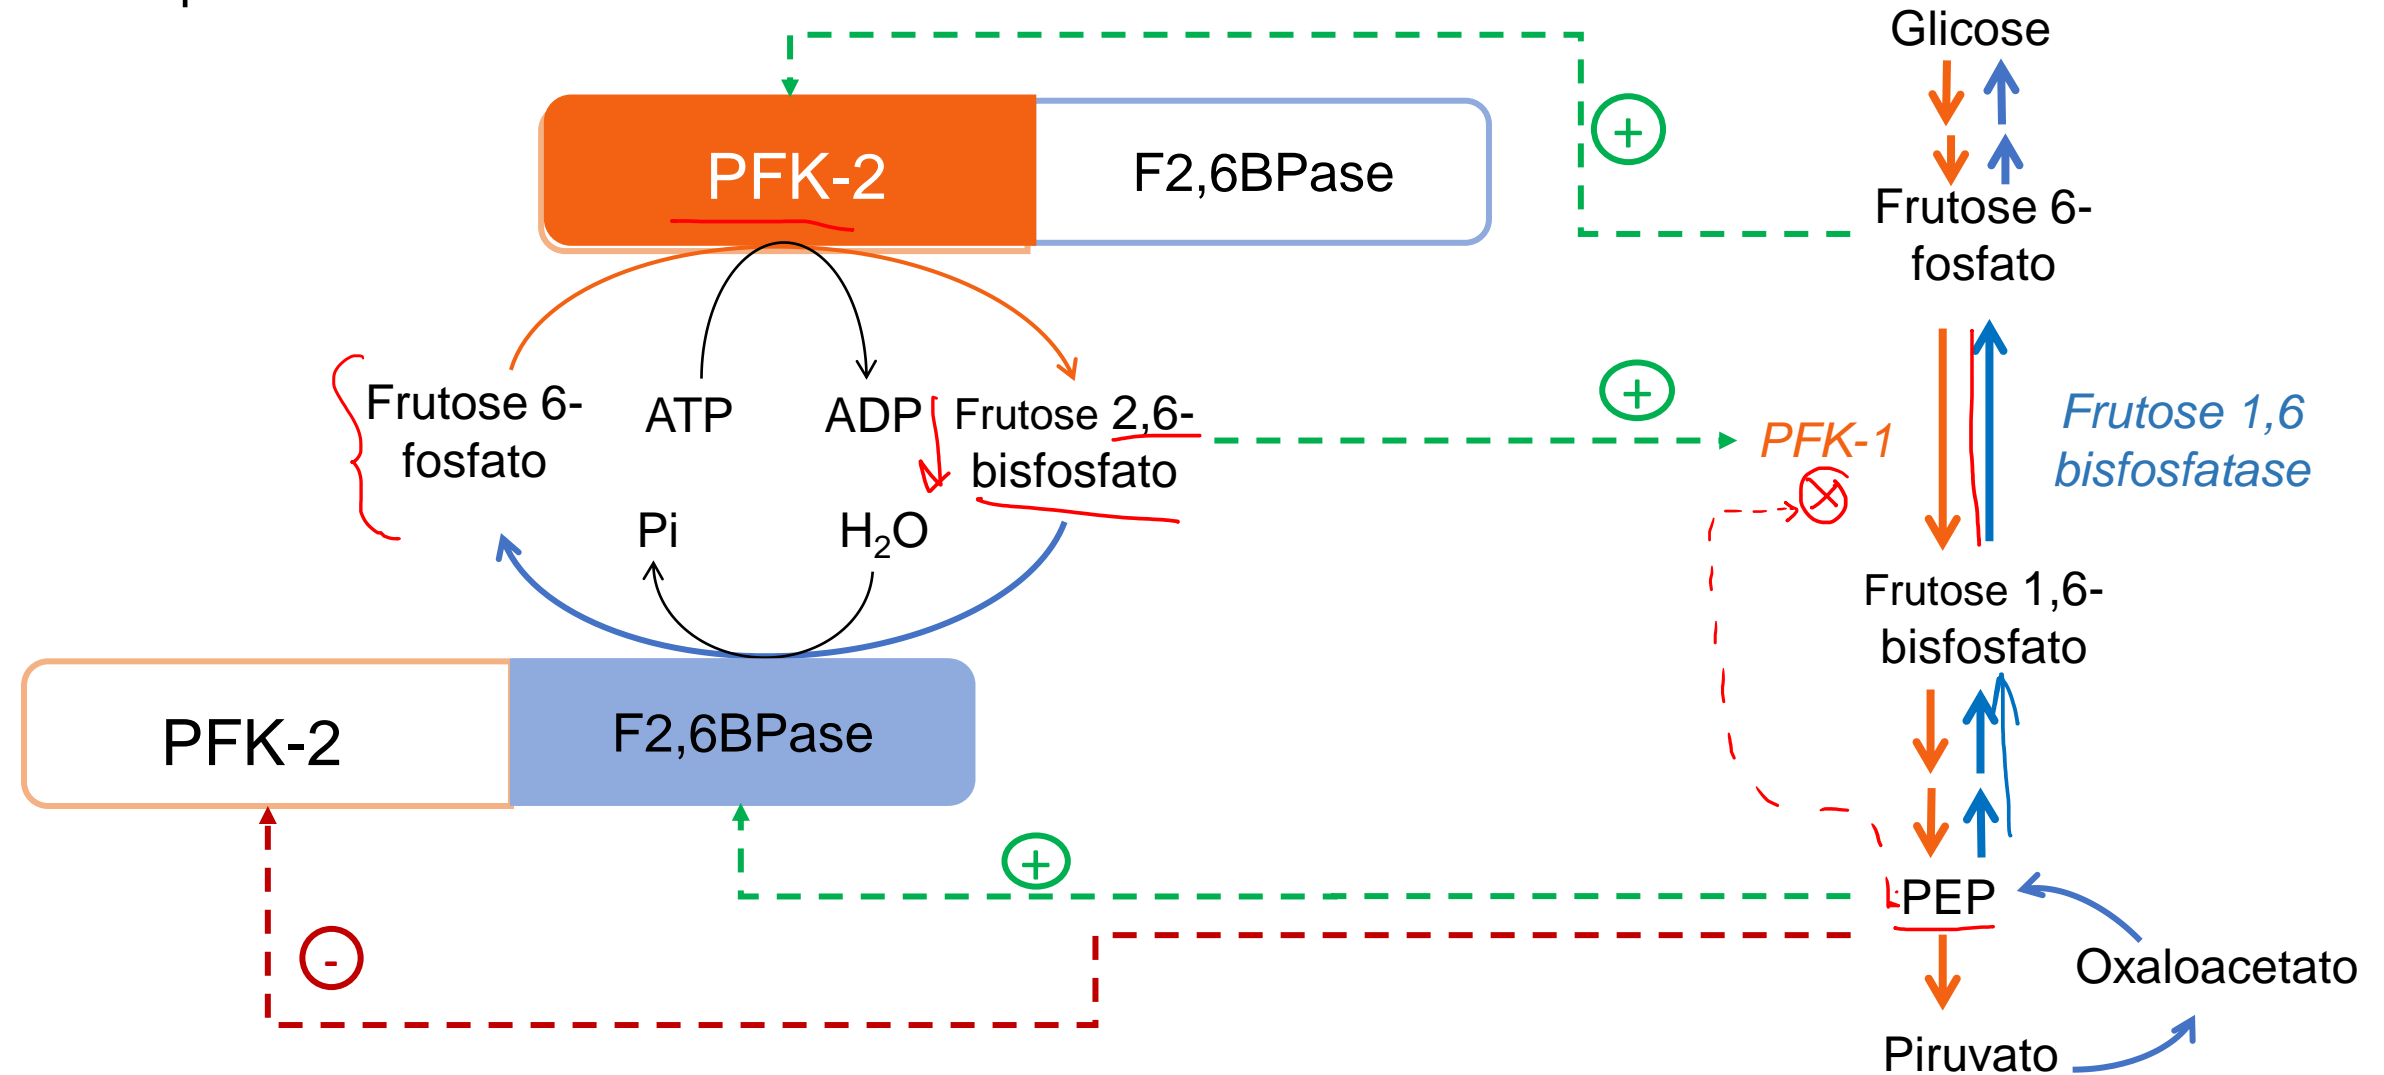 Glicose
PFK-2
F2,6BPase
+
Frutose 6-
fosfato
Frutose 6-
fosfato
ATP
ADP
Frutose 2,6-
bisfosfato
+
PFK-1
Frutose 1,6
bisfosfatase
Pi
H₂O
Frutose 1,6-
bisfosfato
PFK-2
F2,6BPase
+
PEP
-
Oxaloacetato
Piruvato